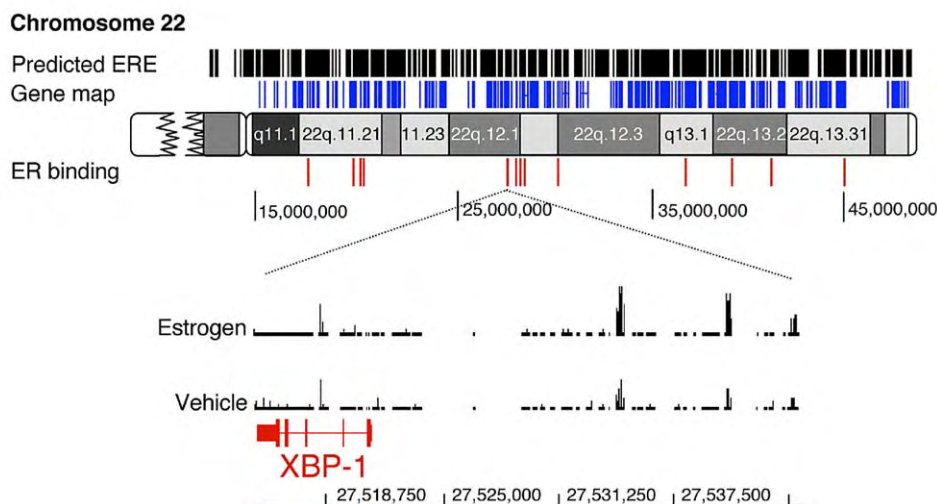 Chromosome 22
Predicted ERE
Gene map
q11.1 22q.11.21 11.23 22q.12.1 22q.12.3 q13.1 22q.13.2 22q.13.31
ER binding
15,000,000 25,000,000 35,000,000 45,000,000
Estrogen
Vehicle
XBP-1
27,518,750 27,525,000 27,531,250 27,537,500